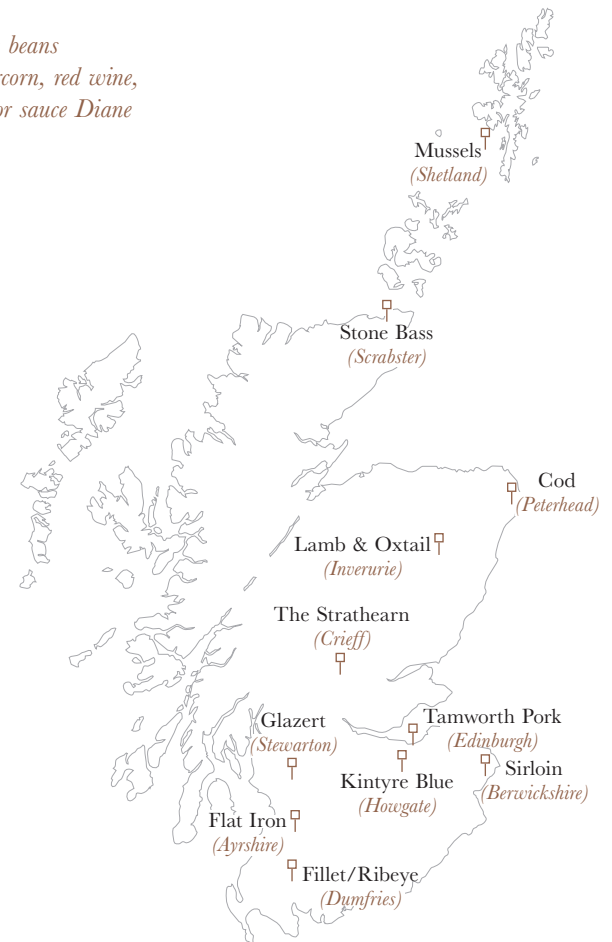 beans
corn, red wine,
or sauce Diane
Mussels
(Shetland)
Stone Bass
(Scrabster)
Cod
(Peterhead)
Lamb & Oxtail
(Inverurie)
The Strathearn
(Crieff)
Glazert
(Stewarton)
Tamworth Pork
(Edinburgh)
Kintyre Blue
(Howgate)
Sirloin
(Berwickshire)
Flat Iron
(Ayrshire)
Fillet/Ribeye
(Dumfries)